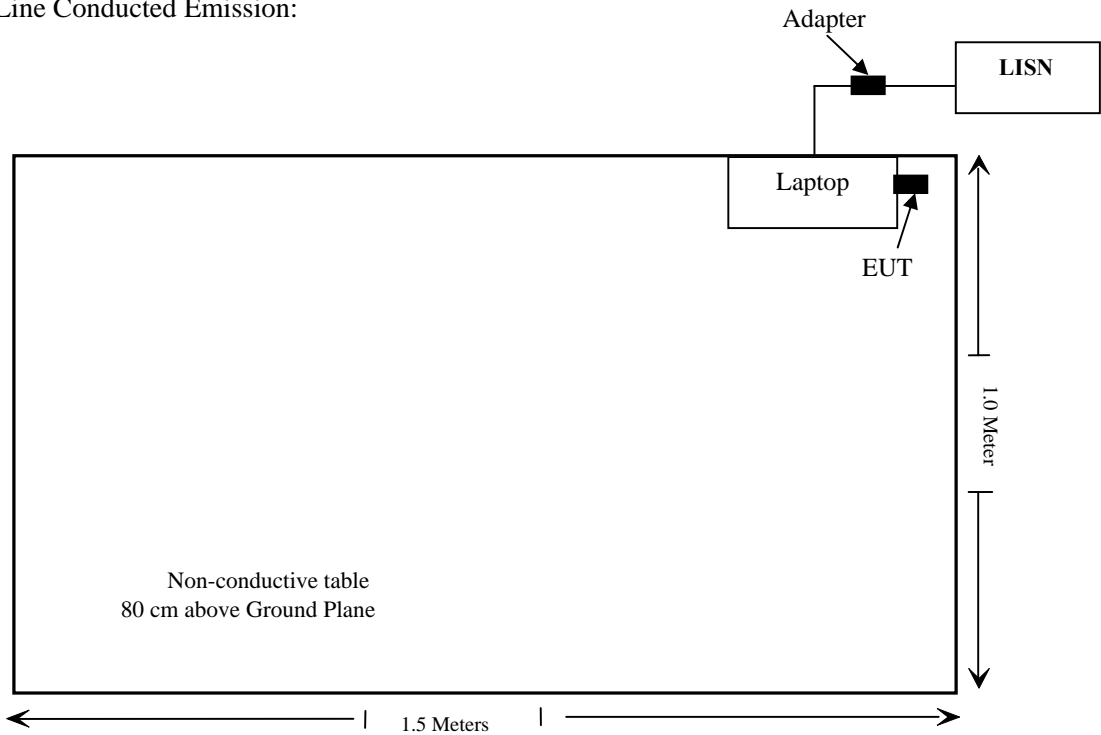 Line Conducted Emission:
Adapter
LISN
Laptop
EUT
1.0 Meter
Non-conductive table
80 cm above Ground Plane
1.5 Meters